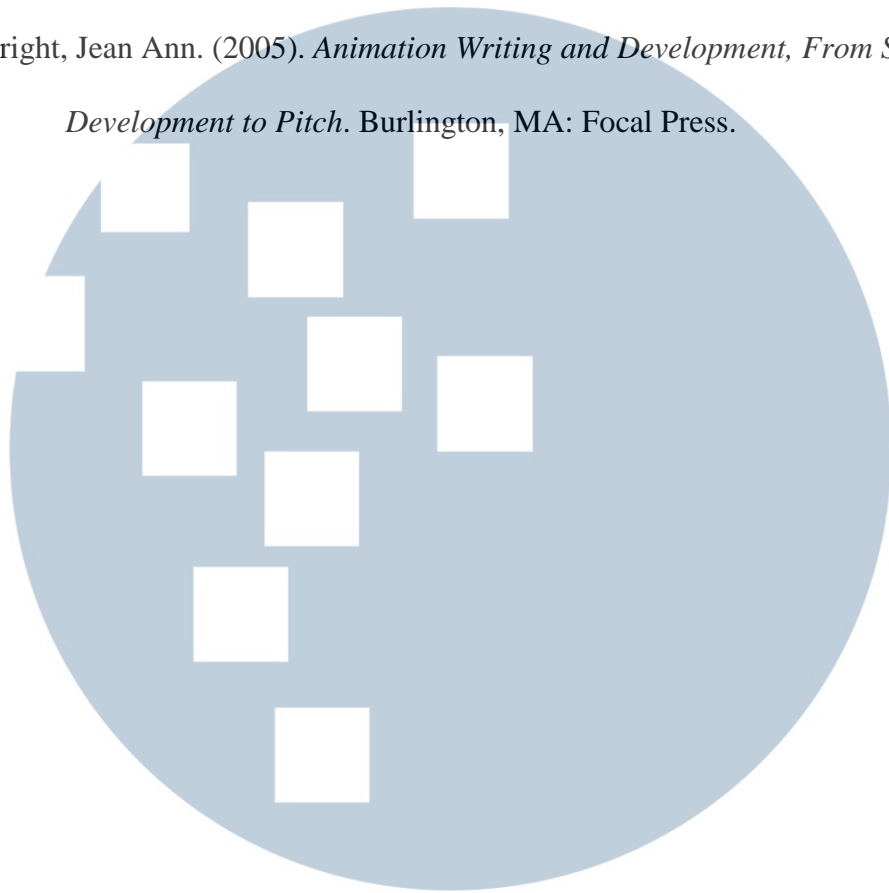 right, Jean Ann. (2005). Animation Writing and Development, From S
Development to Pitch. Burlington, MA: Focal Press.